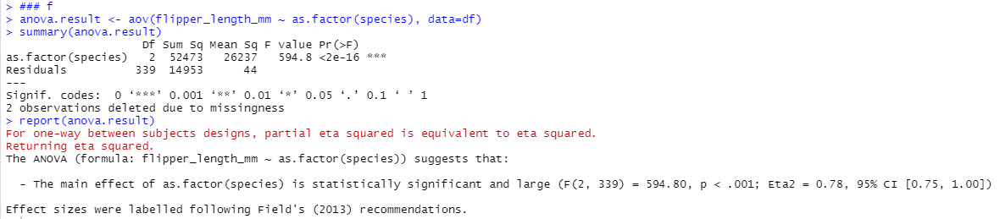 > ### f
> anova.result <- aov(flipper_length_mm ~ as.factor(species), data=df)
> summary(anova.result)
                    Df Sum Sq Mean Sq F value Pr(>F)
as.factor(species)   2  52473   26237   594.8 <2e-16 ***
Residuals          339  14953      44
---
Signif. codes:  0 ‘***’ 0.001 ‘**’ 0.01 ‘*’ 0.05 ‘.’ 0.1 ‘ ’ 1
2 observations deleted due to missingness
> report(anova.result)
For one-way between subjects designs, partial eta squared is equivalent to eta squared.
Returning eta squared.
The ANOVA (formula: flipper_length_mm ~ as.factor(species)) suggests that:
  - The main effect of as.factor(species) is statistically significant and large (F(2, 339) = 594.80, p < .001; Eta2 = 0.78, 95% CI [0.75, 1.00])
Effect sizes were labelled following Field's (2013) recommendations.